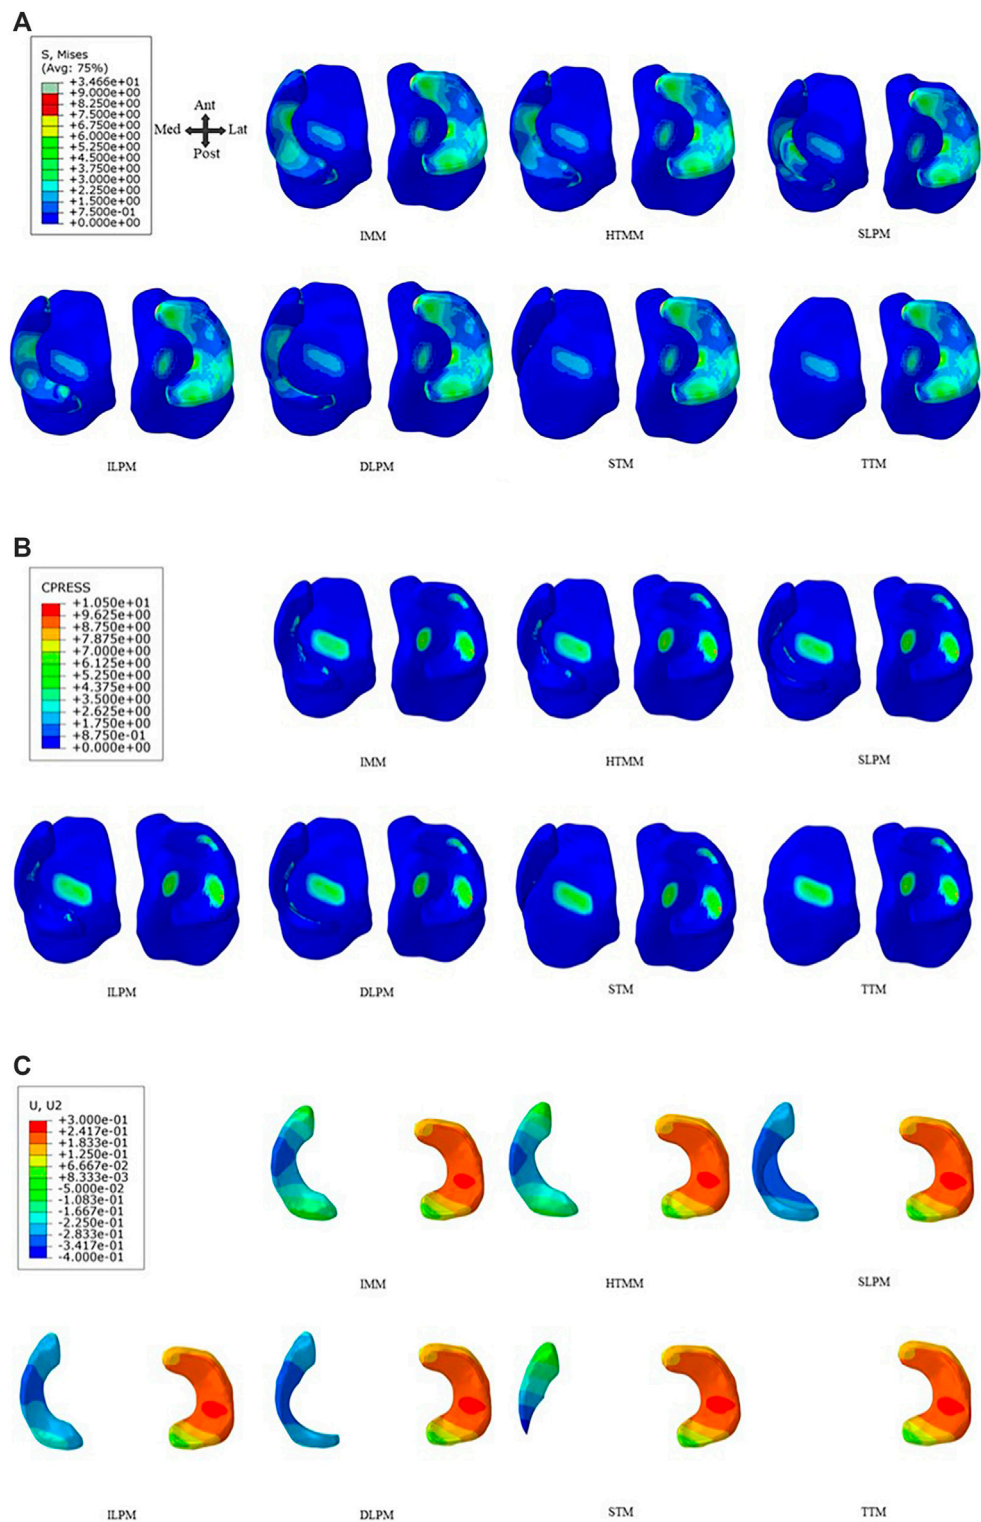 A
S, Mises
(Avg: 75%)
+3.466e+01
+9.000e+00
+8.250e+00
+7.500e+00
+6.750e+00
+6.000e+00
+5.250e+00
+4.500e+00
+3.750e+00
+3.000e+00
+2.250e+00
+1.500e+00
+7.500e-01
+0.000e+00
Ant
Med Lat
Post
IMM HTMM SLPM
ILPM DLPM STM TTM
B
CPRESS
+1.050e+01
+9.625e+00
+8.750e+00
+7.875e+00
+7.000e+00
+6.125e+00
+5.250e+00
+4.375e+00
+3.500e+00
+2.625e+00
+1.750e+00
+8.750e-01
+0.000e+00
IMM HTMM SLPM
ILPM DLPM STM TTM
C
U, U2
+3.000e-01
+2.417e-01
+1.833e-01
+1.250e-01
+6.667e-02
+8.333e-03
-5.000e-02
-1.083e-01
-1.667e-01
-2.250e-01
-2.833e-01
-3.417e-01
-4.000e-01
IMM HTMM SLPM
ILPM DLPM STM TTM